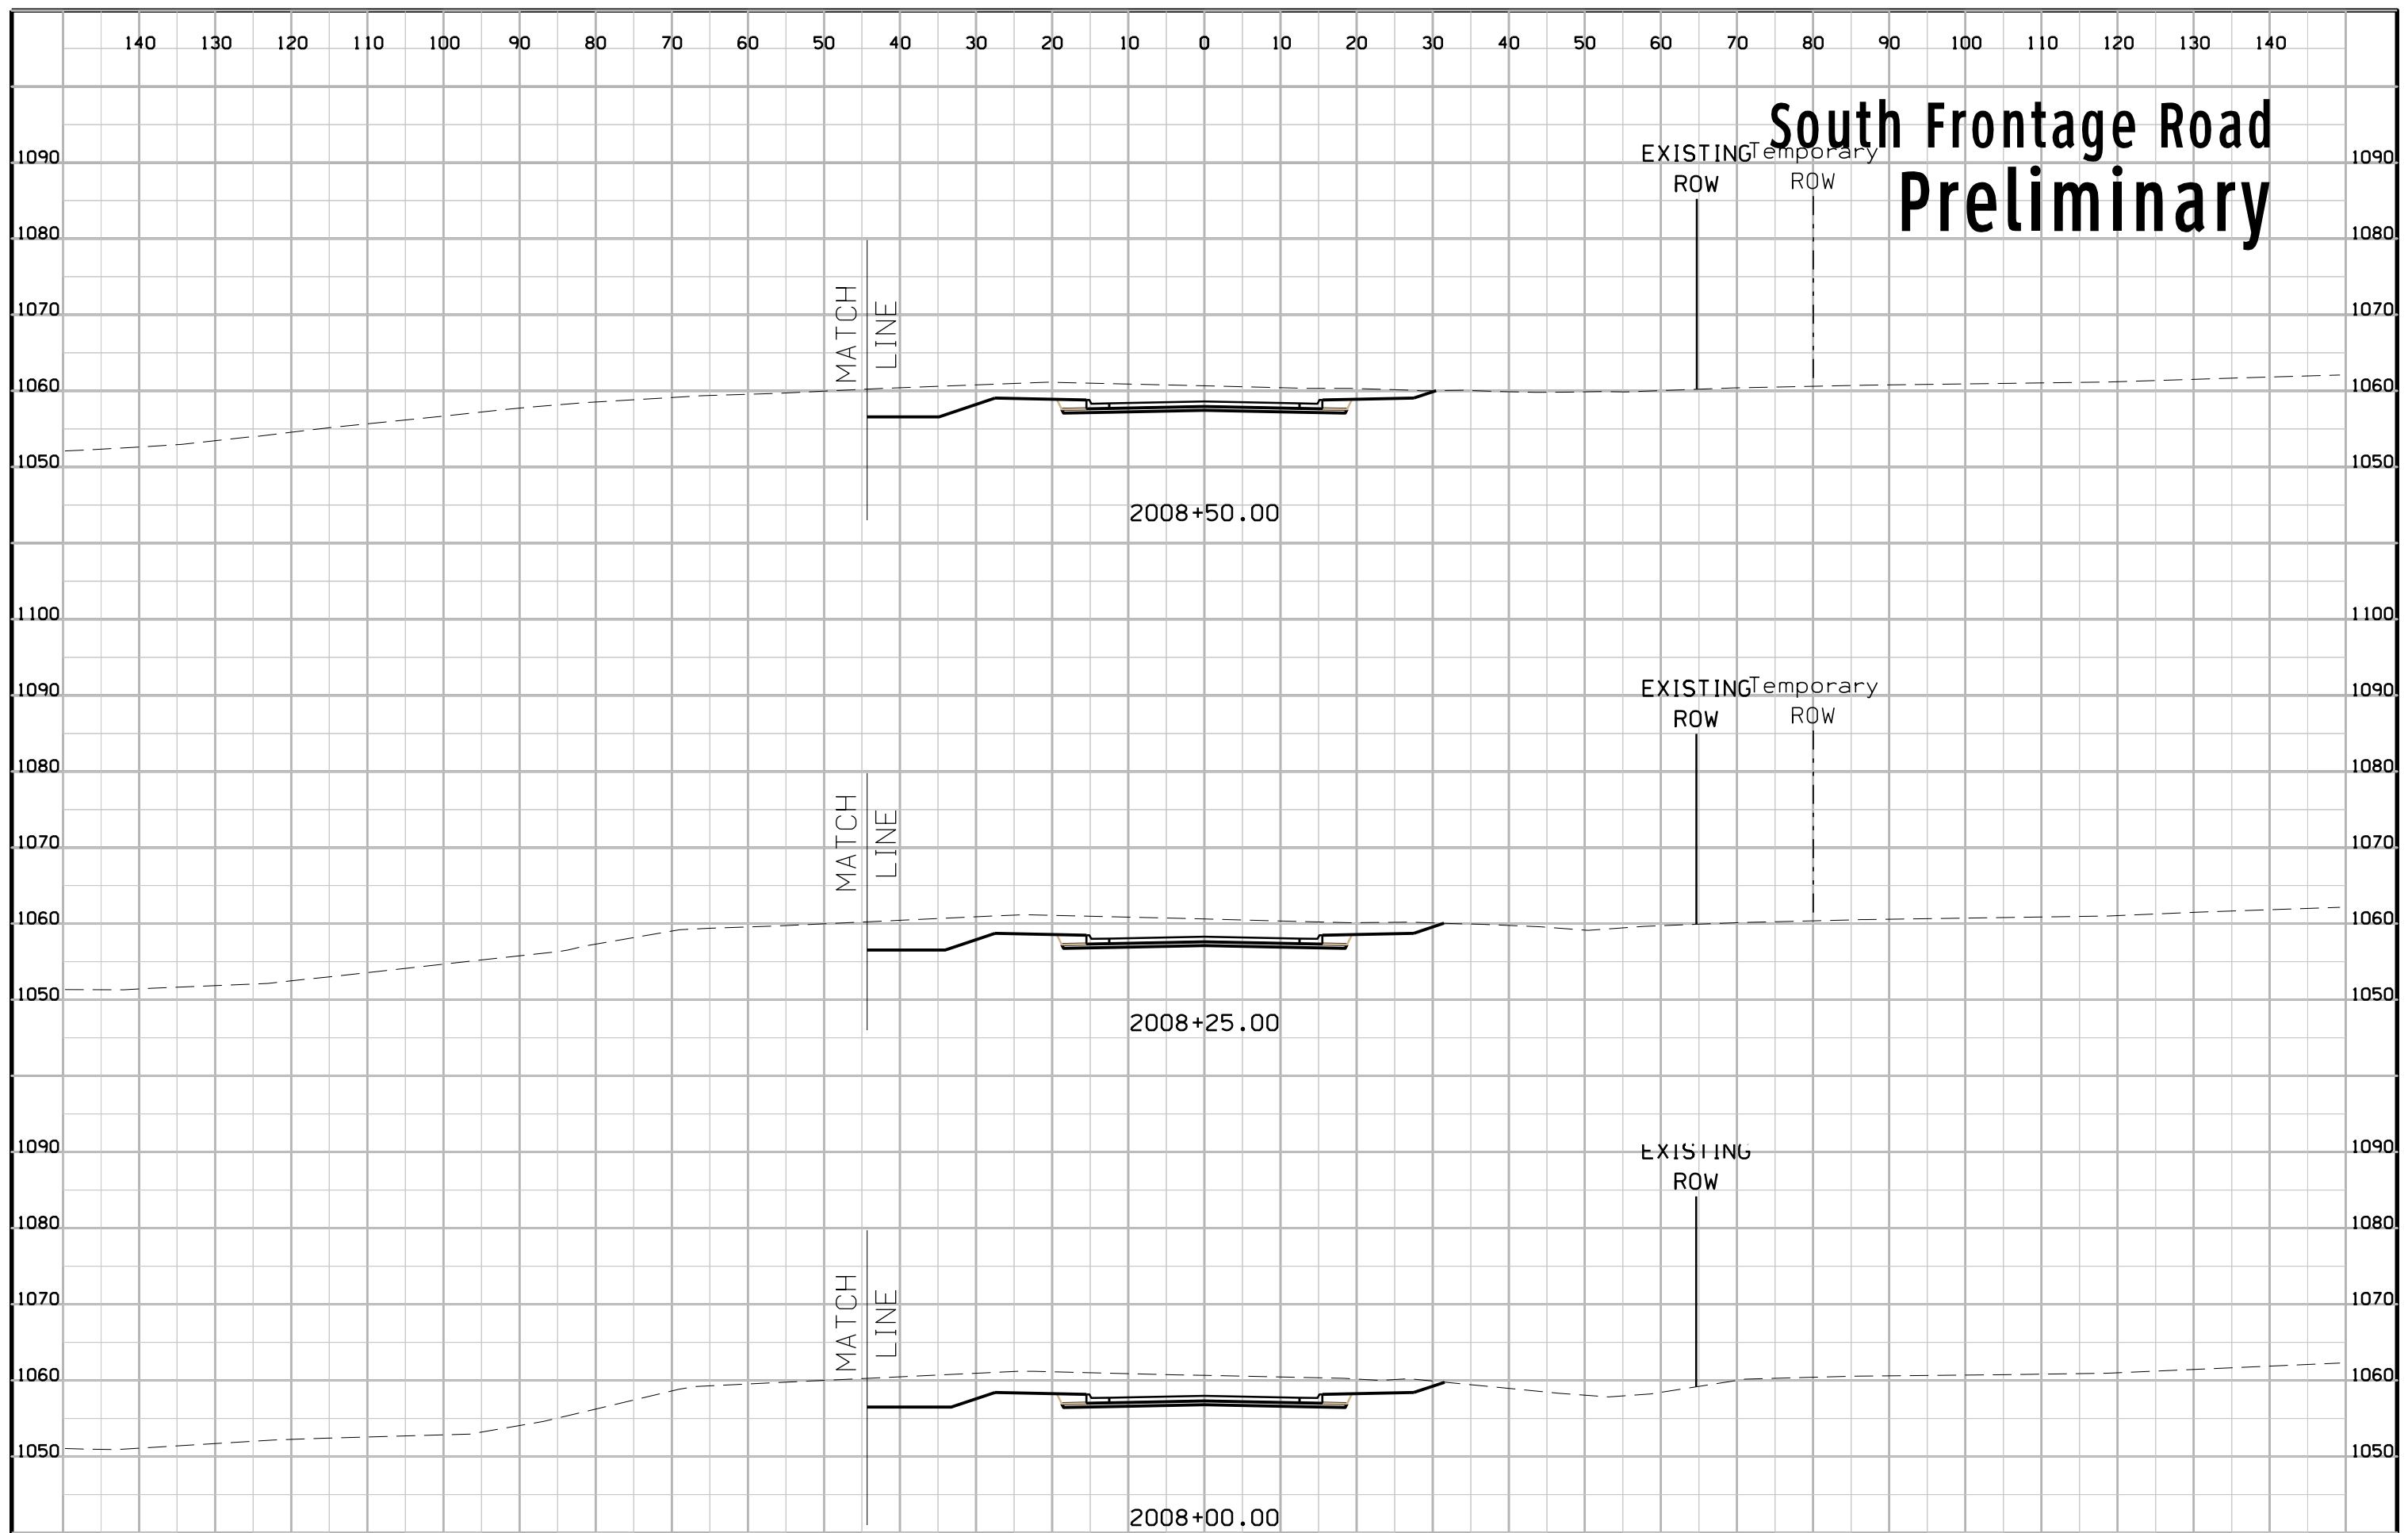 140 130 120 110 100 90 80 70 60 50 40 30 20 10 0 10 20 30 40 50 60 70 80 90 100 110 120 130 140
South Frontage Road
Preliminary
1090 1090
EXISTING Temporary
ROW ROW
1080 1080
1070 1070
MATCH
LINE
1060 1060
1050 1050
2008+50.00
1100 1100
1090 1090
EXISTING Temporary
ROW ROW
1080 1080
1070 1070
MATCH
LINE
1060 1060
1050 1050
2008+25.00
1090 1090
EXISTING
ROW
1080 1080
1070 1070
MATCH
LINE
1060 1060
1050 1050
2008+00.00